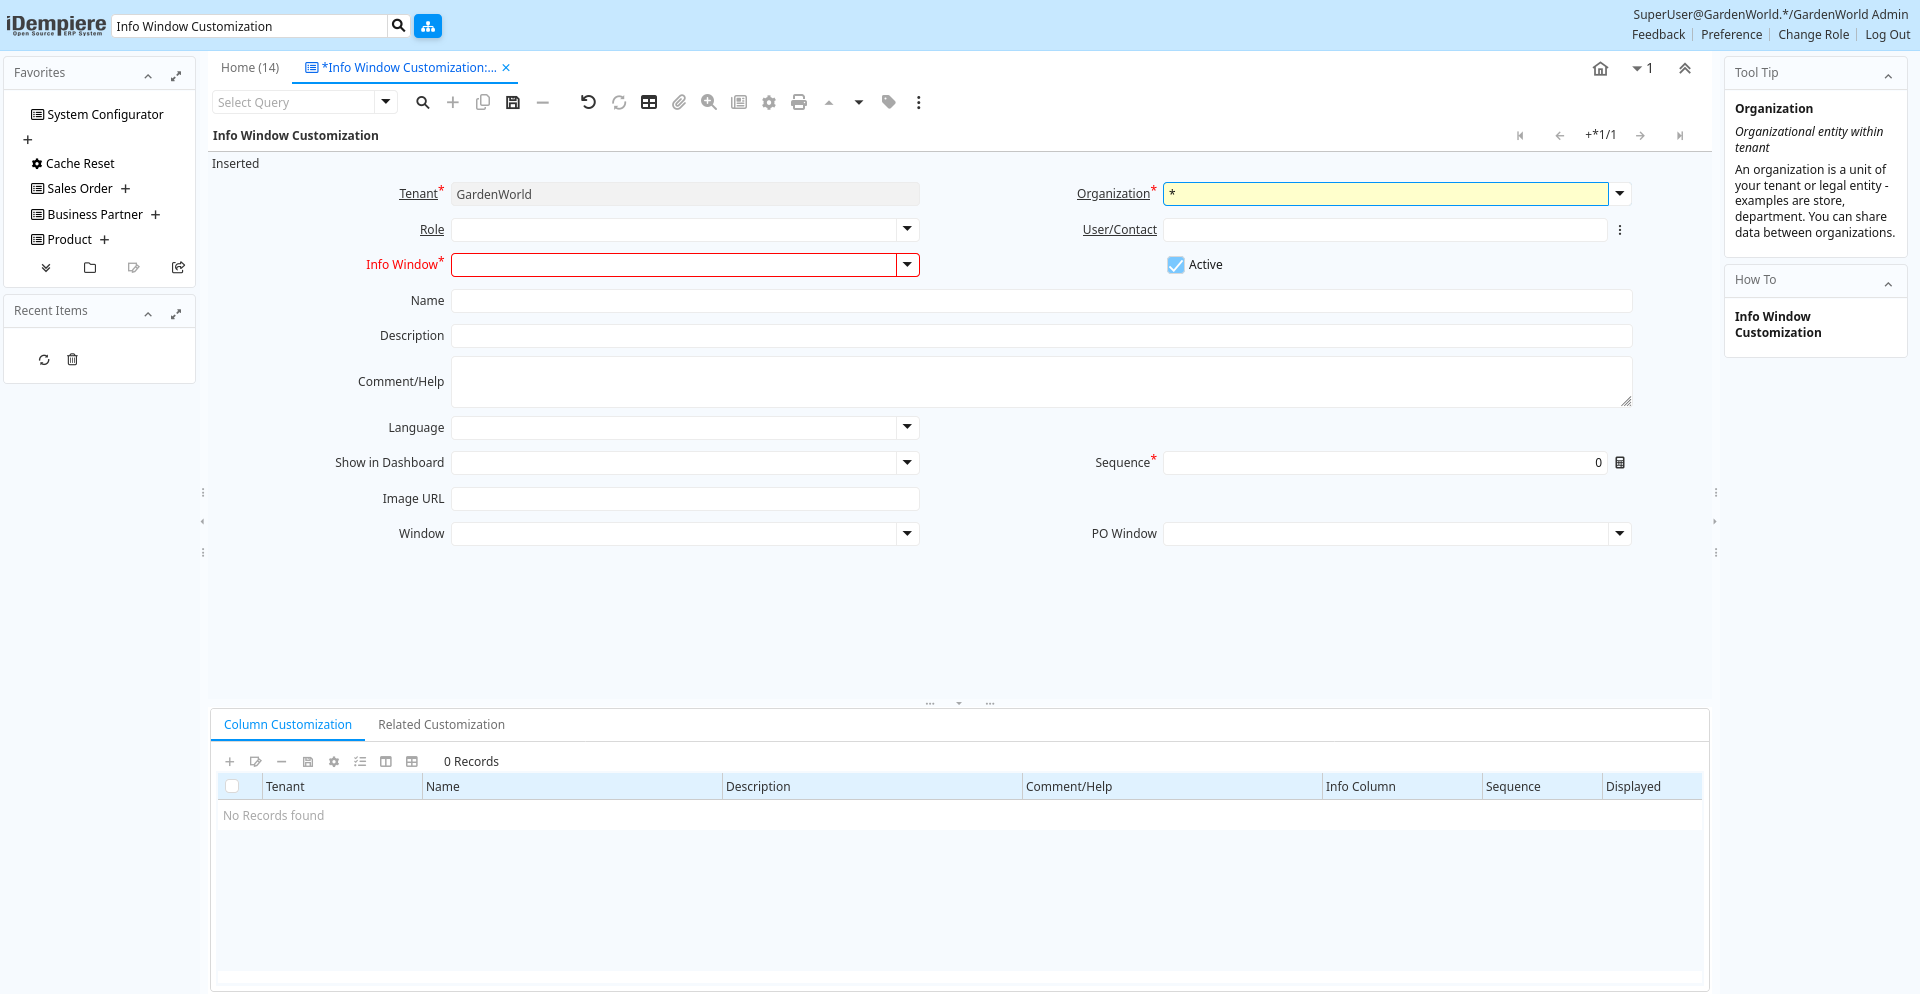 iDempiere
Open Source ERP System
Info Window Customization
SuperUser@GardenWorld.*/GardenWorld Admin
Feedback
Preference
Change Role
Log Out
Favorites
System Configurator
Cache Reset
Sales Order
Business Partner
Product
Recent Items
Home (14)
*Info Window Customization:...
1
Select Query
Info Window Customization
+*1/1
Inserted
Tenant*
GardenWorld
Organization*
*
Role
User/Contact
Info Window*
Active
Name
Description
Comment/Help
Language
Show in Dashboard
Sequence*
0
Image URL
Window
PO Window
Column Customization
Related Customization
0 Records
Tenant
Name
Description
Comment/Help
Info Column
Sequence
Displayed
No Records found
Tool Tip
Organization
Organizational entity within
tenant
An organization is a unit of
your tenant or legal entity -
examples are store,
department. You can share
data between organizations.
How To
Info Window
Customization